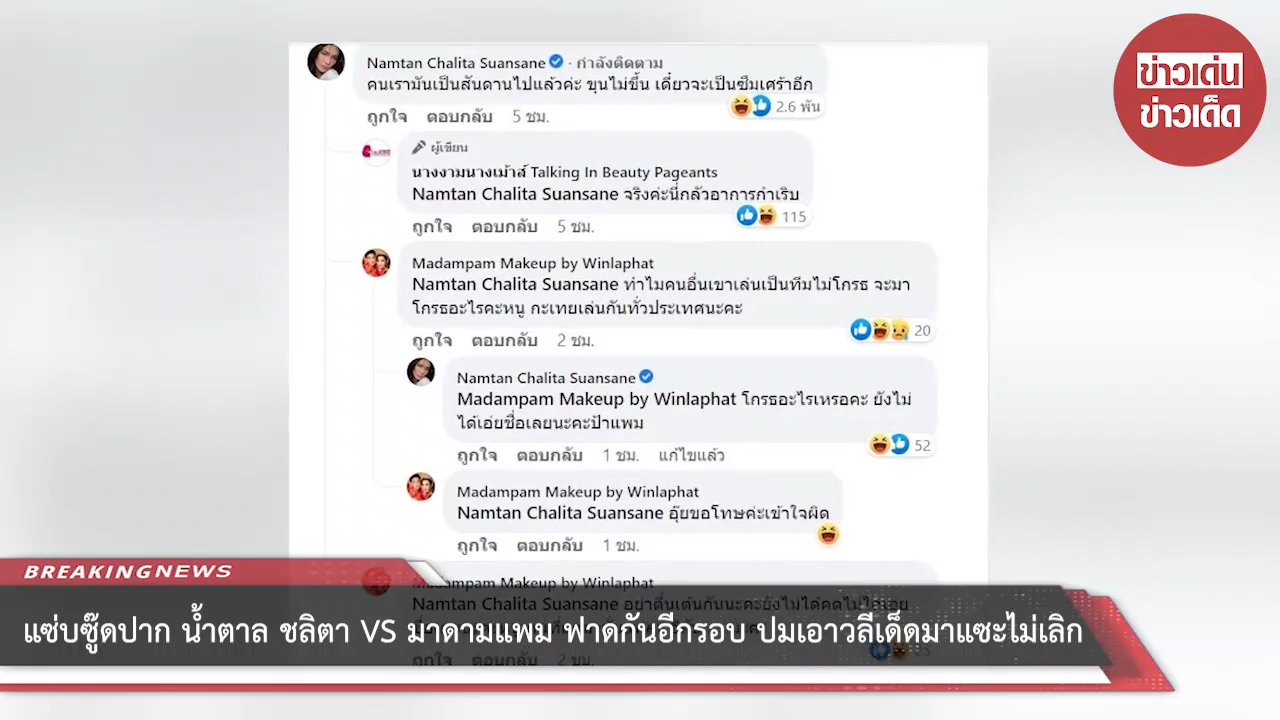 ข่าวเด่น
ข่าวเด็ด
Namtan Chalita Suansane · กำลังติดตาม
คนเรามันเป็นสันดานไปแล้วค่ะ ขุนไม่ขึ้น เดี๋ยวจะเป็นซึมเศร้าอีก
2.6 พัน
ถูกใจ ตอบกลับ 5 ชม.
ผู้เขียน
นางงามนางเม้าส์ Talking In Beauty Pageants
Namtan Chalita Suansane จริงค่ะนี่กลัวอาการกำเริบ
115
ถูกใจ ตอบกลับ 5 ชม.
Madampam Makeup by Winlaphat
Namtan Chalita Suansane ทำไมคนอื่นเขาเล่นเป็นทีมไม่โกรธ จะมา
โกรธอะไรคะหนู กะเทยเล่นกันทั่วประเทศนะคะ
20
ถูกใจ ตอบกลับ 2 ชม.
Namtan Chalita Suansane
Madampam Makeup by Winlaphat โกรธอะไรเหรอคะ ยังไม่
ได้เอ่ยชื่อเลยนะคะป้าแพม
52
ถูกใจ ตอบกลับ 1 ชม. แก้ไขแล้ว
Madampam Makeup by Winlaphat
Namtan Chalita Suansane อุ๊ยขอโทษค่ะเข้าใจผิด
ถูกใจ ตอบกลับ 1 ชม.
BREAKING NEWS
Madampam Makeup by Winlaphat
Namtan Chalita Suansane อย่าตื่นเต้นกันนะคะยังไม่ได้
แซ่บซู๊ดปาก น้ำตาล ชลิตา VS มาดามแพม ฟาดกันอีกรอบ ปมเอาวลีเด็ดมาแซะไม่เลิก
ถูกใจ ตอบกลับ 2 ชม.